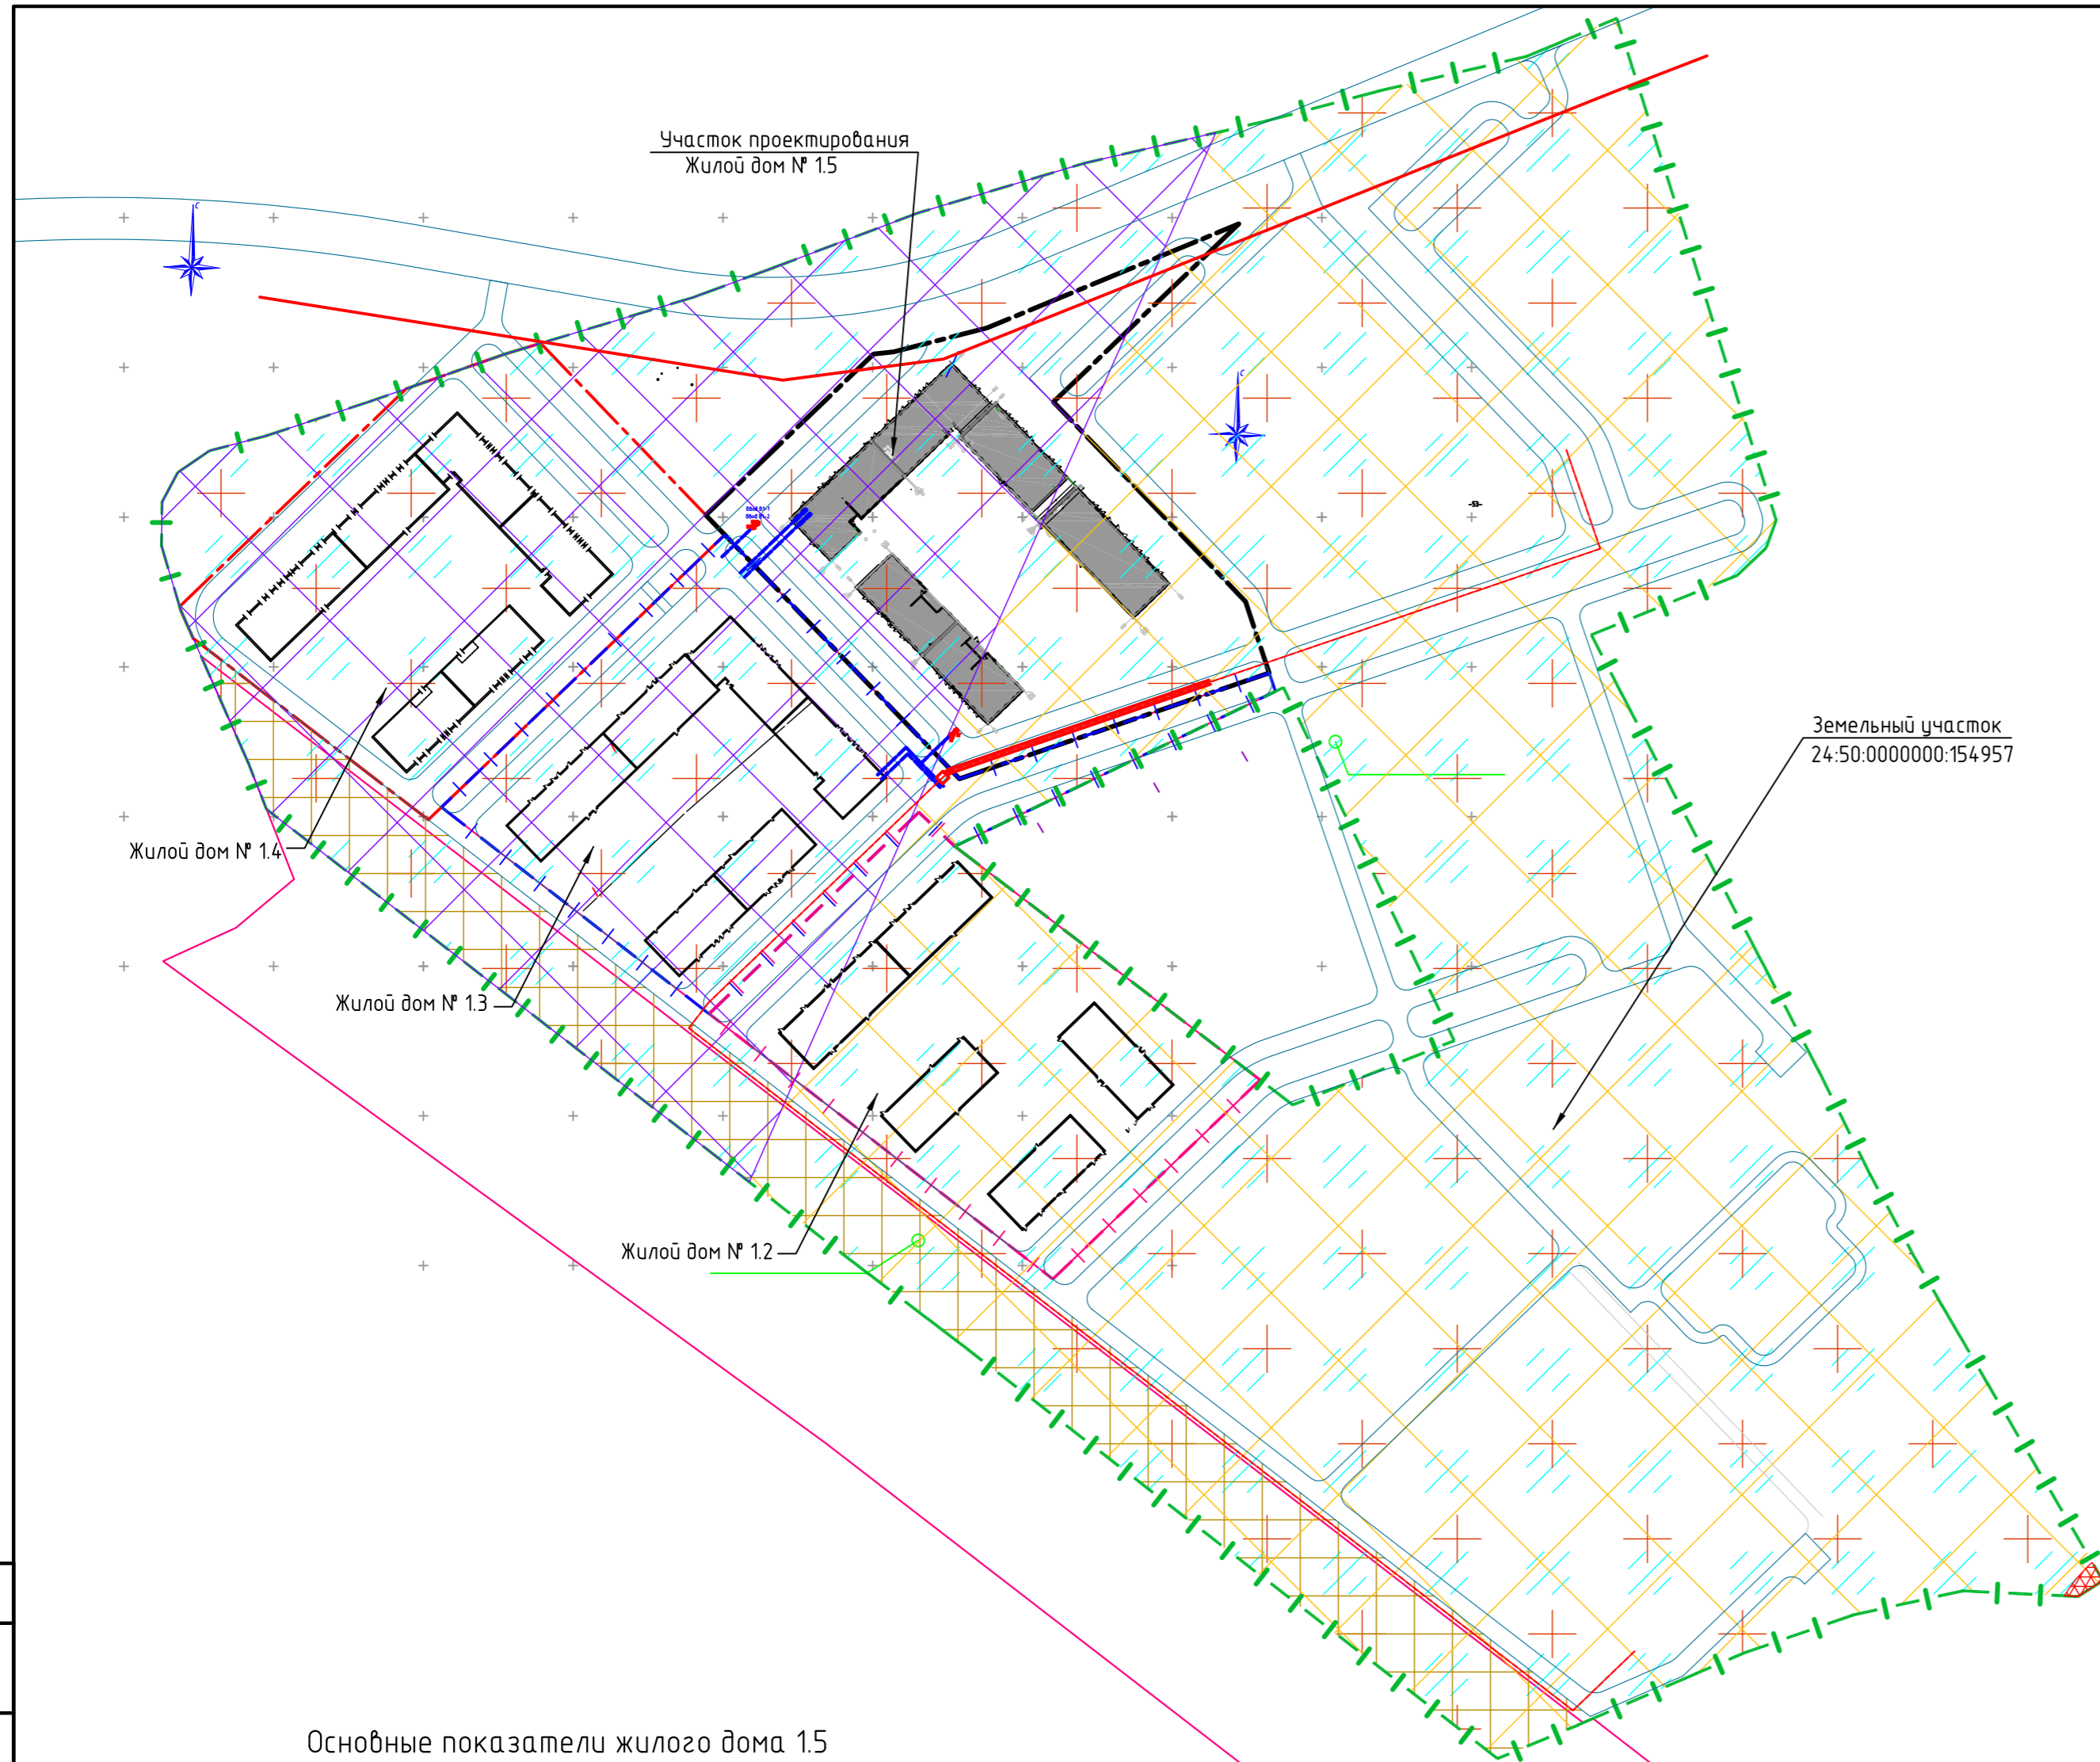 Участок проектирования
Жилой дом № 1.5
С
С
-53-
Земельный участок
24:50:0000000:154957
Жилой дом № 1.4
Жилой дом № 1.3
Жилой дом № 1.2
Основные показатели жилого дома 1.5